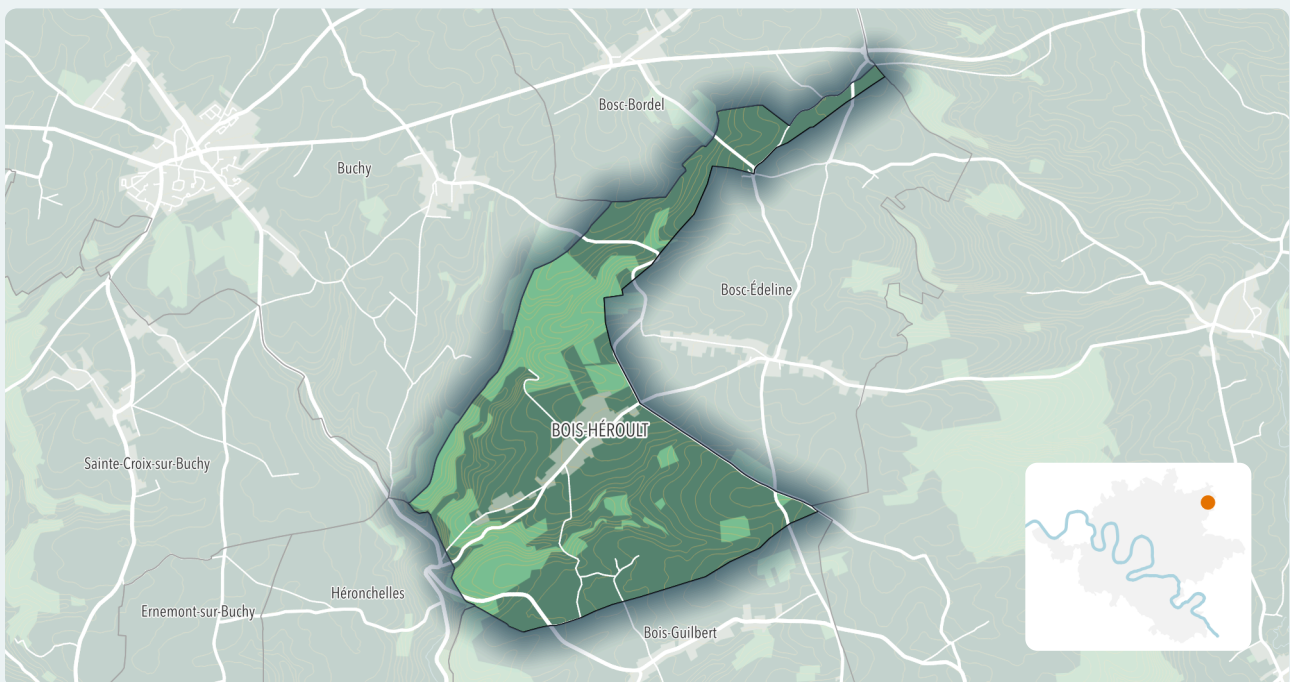 Bosc-Bordel
Buchy
Bosc-Édeline
BOIS-HÉROULT
Sainte-Croix-sur-Buchy
Héronchelles
Ernemont-sur-Buchy
Bois-Guilbert